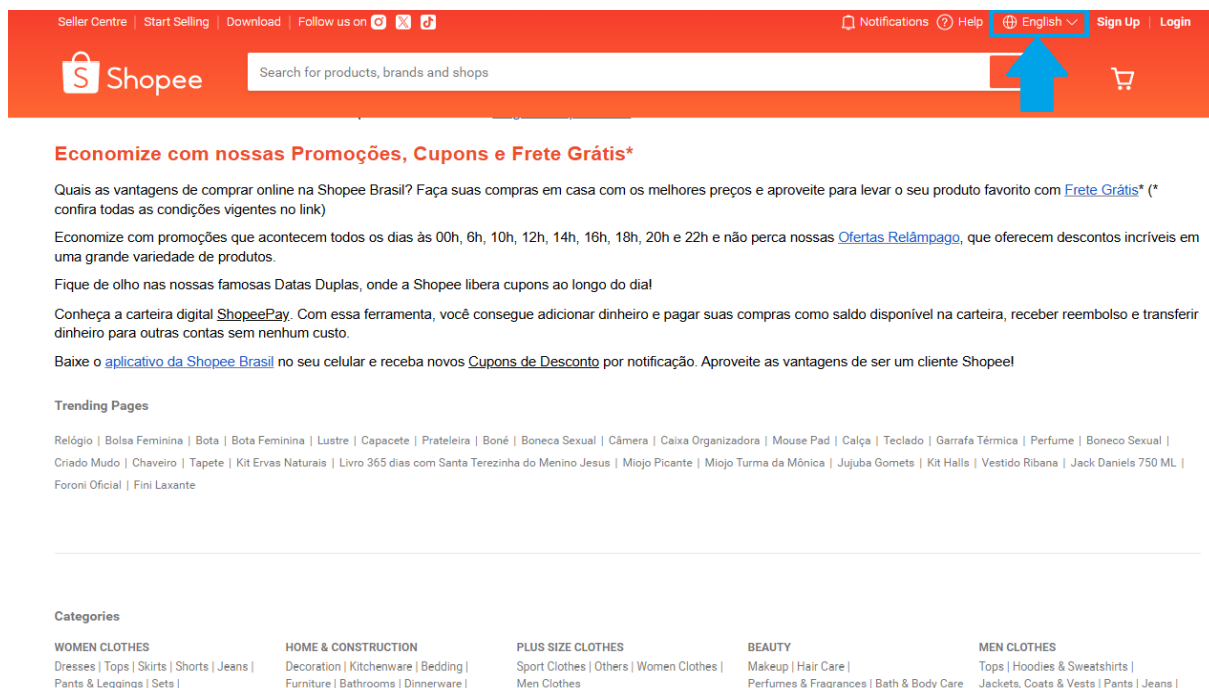 Seller Centre | Start Selling | Download | Follow us on
Notifications Help English Sign Up | Login
Shopee
Search for products, brands and shops
Economize com nossas Promoções, Cupons e Frete Grátis*
Quais as vantagens de comprar online na Shopee Brasil? Faça suas compras em casa com os melhores preços e aproveite para levar o seu produto favorito com Frete Grátis* (*
confira todas as condições vigentes no link)
Economize com promoções que acontecem todos os dias às 00h, 6h, 10h, 12h, 14h, 16h, 18h, 20h e 22h e não perca nossas Ofertas Relâmpago, que oferecem descontos incríveis em
uma grande variedade de produtos.
Fique de olho nas nossas famosas Datas Duplas, onde a Shopee libera cupons ao longo do dia!
Conheça a carteira digital ShopeePay. Com essa ferramenta, você consegue adicionar dinheiro e pagar suas compras como saldo disponível na carteira, receber reembolso e transferir
dinheiro para outras contas sem nenhum custo.
Baixe o aplicativo da Shopee Brasil no seu celular e receba novos Cupons de Desconto por notificação. Aproveite as vantagens de ser um cliente Shopee!
Trending Pages
Relógio | Bolsa Feminina | Bota | Bota Feminina | Lustre | Capacete | Prateleira | Boné | Boneca Sexual | Câmera | Caixa Organizadora | Mouse Pad | Calça | Teclado | Garrafa Térmica | Perfume | Boneco Sexual |
Criado Mudo | Chaveiro | Tapete | Kit Ervas Naturais | Livro 365 dias com Santa Terezinha do Menino Jesus | Miojo Picante | Miojo Turma da Mônica | Jujuba Gomets | Kit Halls | Vestido Ribana | Jack Daniels 750 ML |
Foroni Oficial | Fini Laxante
Categories
WOMEN CLOTHES
Dresses | Tops | Skirts | Shorts | Jeans |
Pants & Leggings | Sets |
HOME & CONSTRUCTION
Decoration | Kitchenware | Bedding |
Furniture | Bathrooms | Dinnerware |
PLUS SIZE CLOTHES
Sport Clothes | Others | Women Clothes |
Men Clothes
BEAUTY
Makeup | Hair Care |
Perfumes & Fragrances | Bath & Body Care
MEN CLOTHES
Tops | Hoodies & Sweatshirts |
Jackets, Coats & Vests | Pants | Jeans |